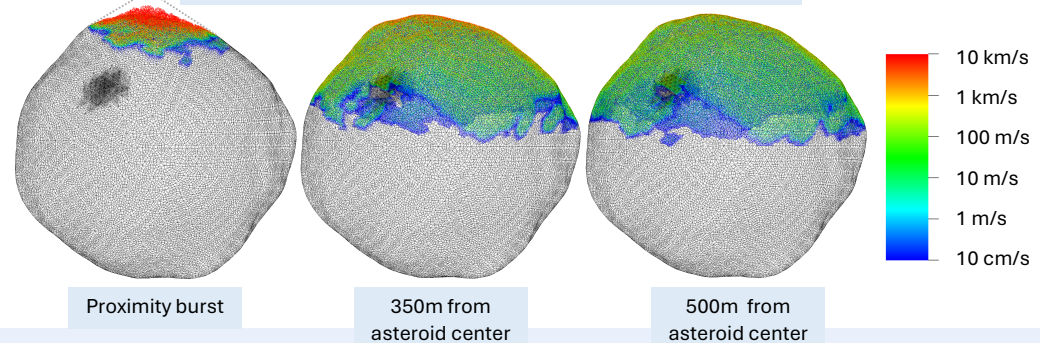 10 km/s
1 km/s
100 m/s
10 m/s
1 m/s
10 cm/s
Proximity burst
350m from
asteroid center
500m from
asteroid center